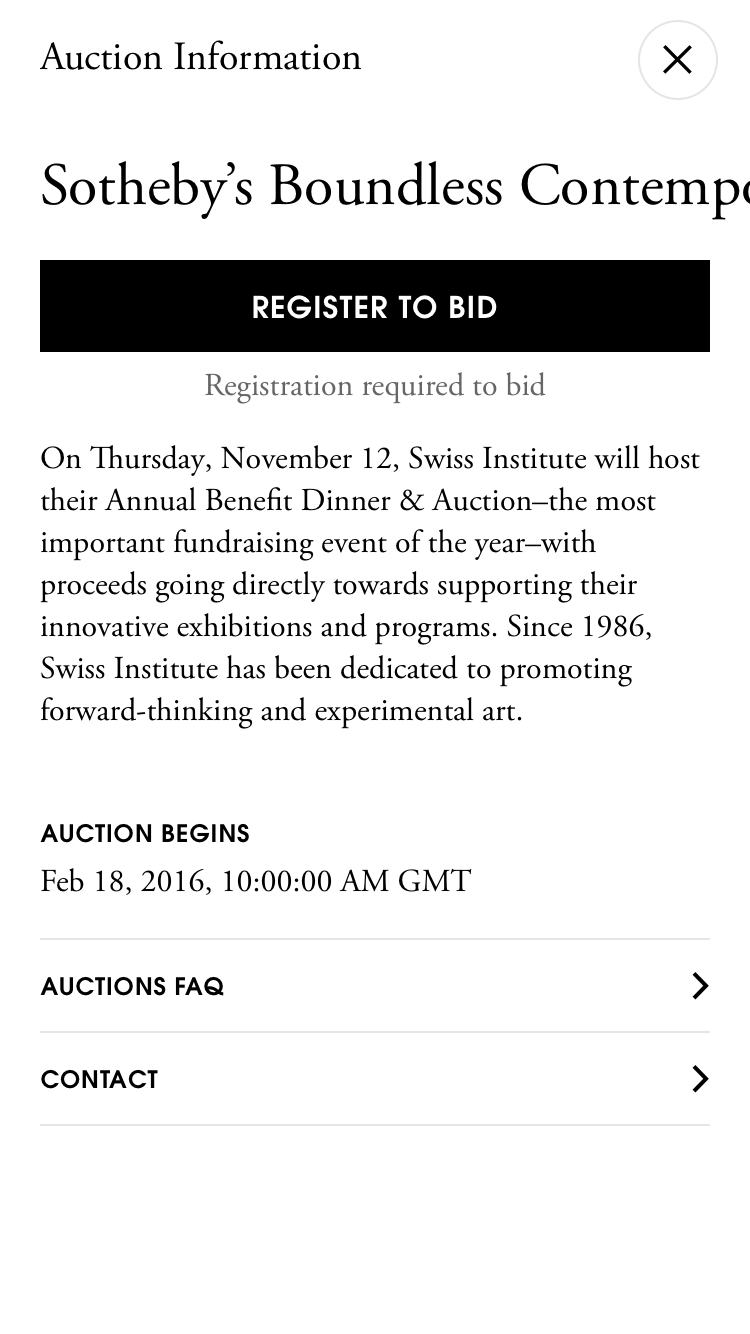 Auction Information
Sotheby’s Boundless
REGISTER TO BID
Registration required to bid
On Thursday, November 12, Swiss Institute will host
their Annual Benefit Dinner & Auction–the most
important fundraising event of the year–with
proceeds going directly towards supporting their
innovative exhibitions and programs. Since 1986,
Swiss Institute has been dedicated to promoting
forward-thinking and experimental art.
AUCTION BEGINS
Feb 18, 2016, 10:00:00 AM GMT
AUCTIONS FAQ
CONTACT